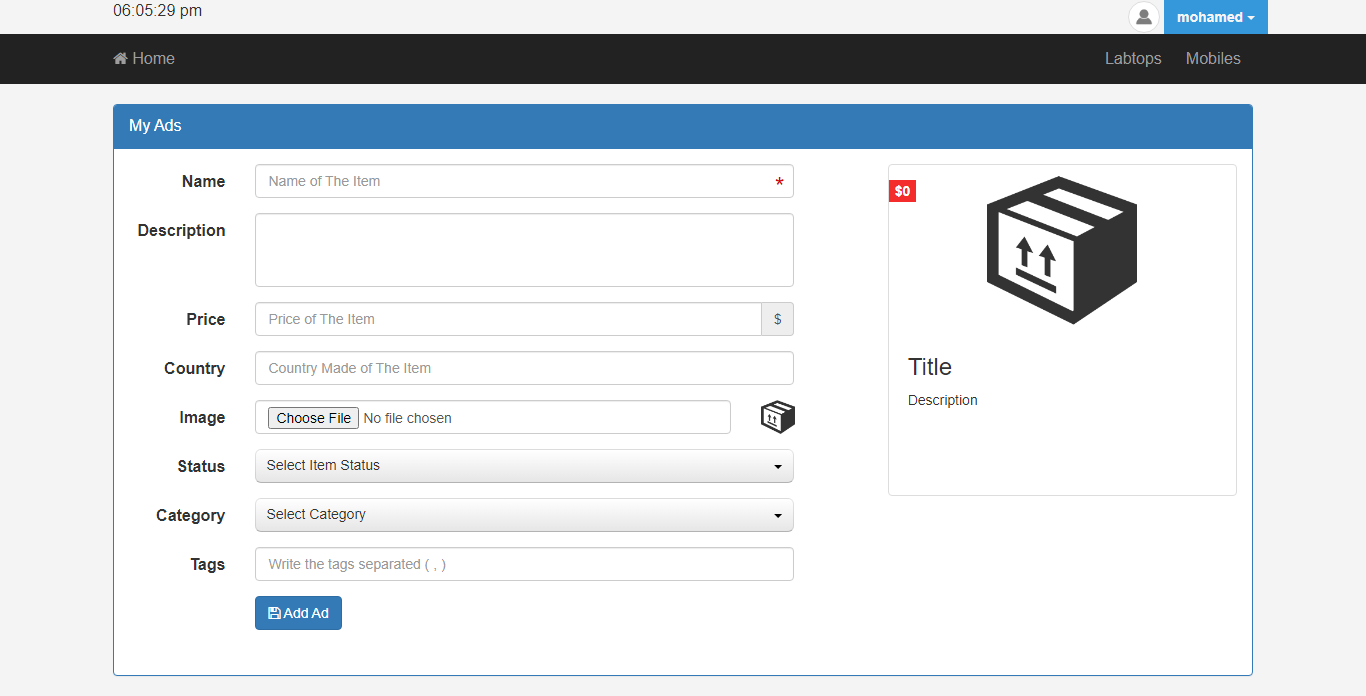 06:05:29 pm
mohamed
Home
Labtops
Mobiles
My Ads
Name
Name of The Item
*
Description
Price
Price of The Item
$
Country
Country Made of The Item
Image
Choose File No file chosen
Status
Select Item Status
Category
Select Category
Tags
Write the tags separated ( , )
Add Ad
$0
Title
Description